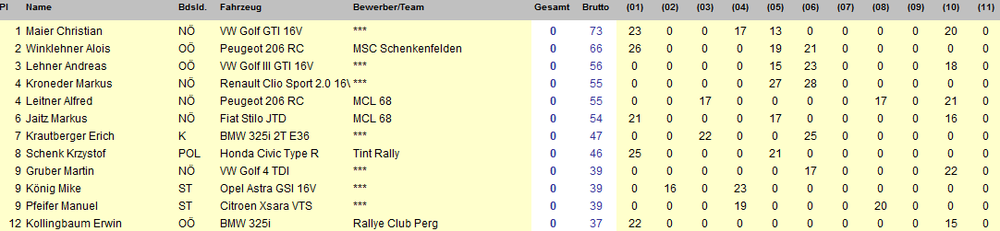 Pl Name Bdsld. Fahrzeug Bewerber/Team Gesamt Brutto (01) (02) (03) (04) (05) (06) (07) (08) (09) (10) (11)
1 Maier Christian NÖ VW Golf GTI 16V *** 0 73 23 0 0 17 13 0 0 0 0 20 0
2 Winklehner Alois OÖ Peugeot 206 RC MSC Schenkenfelden 0 66 26 0 0 0 19 21 0 0 0 0 0
3 Lehner Andreas OÖ VW Golf III GTI 16V *** 0 56 0 0 0 0 15 23 0 0 0 18 0
4 Kroneder Markus NÖ Renault Clio Sport 2.0 16V *** 0 55 0 0 0 0 27 28 0 0 0 0 0
4 Leitner Alfred NÖ Peugeot 206 RC MCL 68 0 55 0 0 17 0 0 0 0 17 0 21 0
6 Jaitz Markus NÖ Fiat Stilo JTD MCL 68 0 54 21 0 0 0 17 0 0 0 0 16 0
7 Krautberger Erich K BMW 325i 2T E36 *** 0 47 0 0 22 0 0 25 0 0 0 0 0
8 Schenk Krzystof POL Honda Civic Type R Tint Rally 0 46 25 0 0 0 21 0 0 0 0 0 0
9 Gruber Martin NÖ VW Golf 4 TDI *** 0 39 0 0 0 0 0 17 0 0 0 22 0
9 König Mike ST Opel Astra GSI 16V *** 0 39 0 16 0 23 0 0 0 0 0 0 0
9 Pfeifer Manuel ST Citroen Xsara VTS *** 0 39 0 0 0 19 0 0 0 20 0 0 0
12 Kollingbaum Erwin OÖ BMW 325i Rallye Club Perg 0 37 22 0 0 0 0 0 0 0 0 15 0